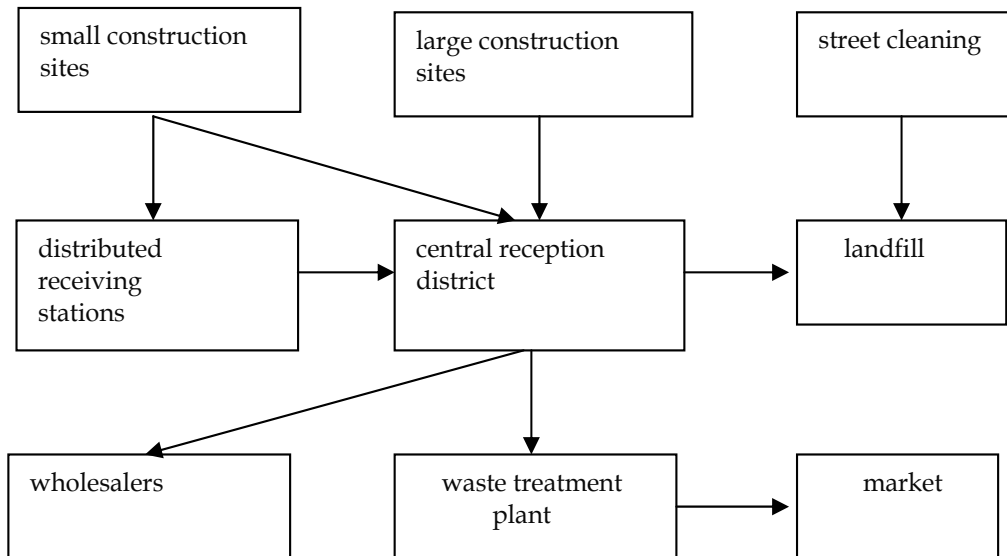 small construction
sites
large construction
sites
street cleaning
distributed
receiving
stations
central reception
district
landfill
wholesalers
waste treatment
plant
market